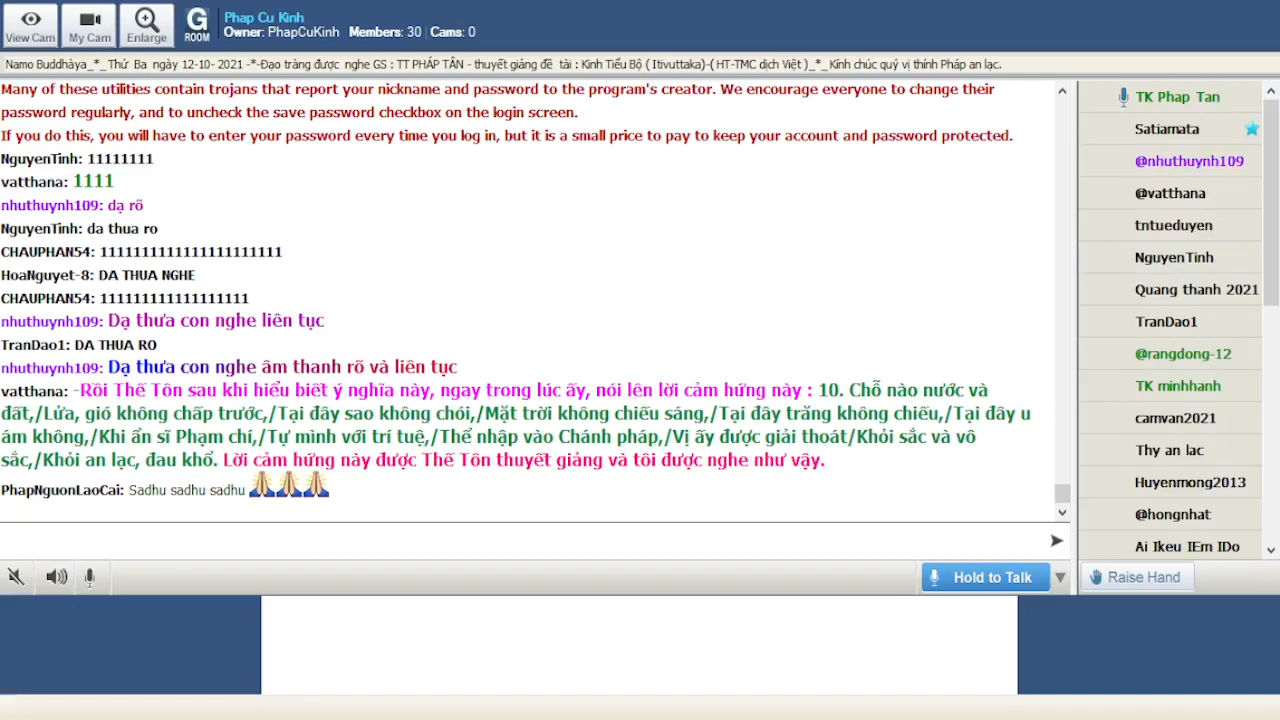 View Cam
My Cam
Enlarge
G
ROOM
Phap Cu Kinh
Owner: PhapCuKinh Members: 30 Cams: 0
Namo Buddhàya_*_Thứ Ba ngày 12-10- 2021 -*-Đạo tràng được nghe GS : TT PHÁP TÂN - thuyết giảng đề tài : Kinh Tiểu Bộ ( Itivuttaka)-( HT-TMC dịch Việt )_*_Kính chúc quý vị thính Pháp an lạc.
Many of these utilities contain trojans that report your nickname and password to the program's creator. We encourage everyone to change their
password regularly, and to uncheck the save password checkbox on the login screen.
If you do this, you will have to enter your password every time you log in, but it is a small price to pay to keep your account and password protected.
NguyenTinh: 11111111
vatthana: 1111
nhuthuynh109: dạ rõ
NguyenTinh: da thua ro
CHAUPHAN54: 1111111111111111111111
HoaNguyet-8: DA THUA NGHE
CHAUPHAN54: 111111111111111111
nhuthuynh109: Dạ thưa con nghe liên tục
TranDao1: DA THUA RO
nhuthuynh109: Dạ thưa con nghe âm thanh rõ và liên tục
vatthana: -Rồi Thế Tôn sau khi hiểu biết ý nghĩa này, ngay trong lúc ấy, nói lên lời cảm hứng này : 10. Chỗ nào nước và
đất,/Lửa, gió không chấp trước,/Tại đây sao không chói,/Mặt trời không chiếu sáng,/Tại đây trăng không chiếu,/Tại đây u
ám không,/Khi ẩn sĩ Phạm chí,/Tự mình với trí tuệ,/Thể nhập vào Chánh pháp,/Vị ấy được giải thoát/Khỏi sắc và vô
sắc,/Khỏi an lạc, đau khổ. Lời cảm hứng này được Thế Tôn thuyết giảng và tôi được nghe như vậy.
PhapNguonLaoCai: Sadhu sadhu sadhu
TK Phap Tan
Satiamata
@nhuthuynh109
@vatthana
tntueduyen
NguyenTinh
Quang thanh 2021
TranDao1
@rangdong-12
TK minhhanh
camvan2021
Thy an lac
Huyenmong2013
@hongnhat
Ai Ikeu IEm IDo
Hold to Talk
Raise Hand